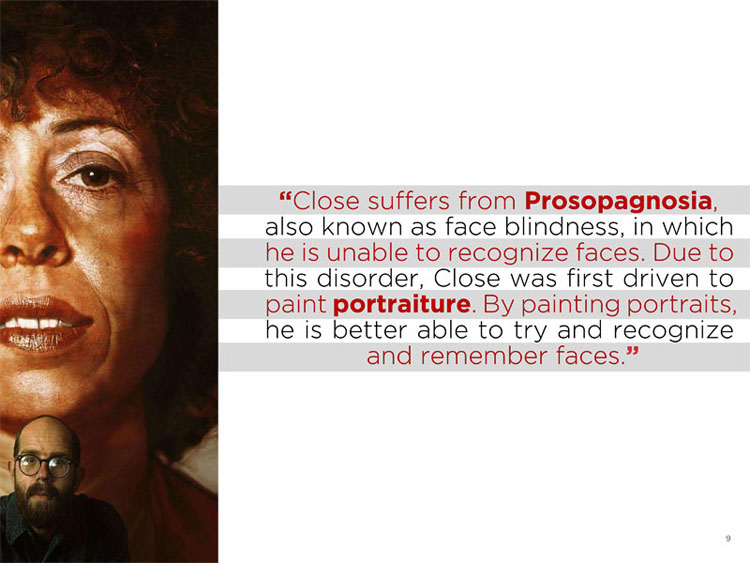 “Close suffers from Prosopagnosia,
also known as face blindness, in which
he is unable to recognize faces. Due to
this disorder, Close was first driven to
paint portraiture. By painting portraits,
he is better able to try and recognize
and remember faces.”
9